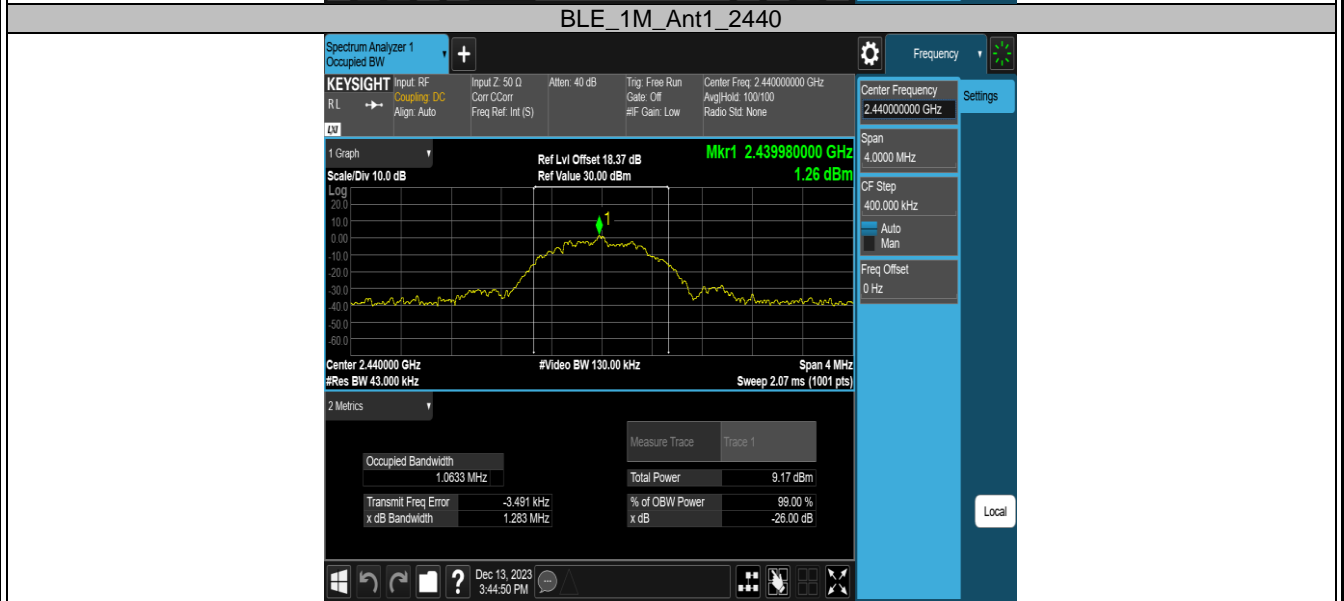 BLE_1M_Ant1_2440
Spectrum Analyzer 1
Occupied BW
+
Frequency
KEYSIGHT Input: RF Input Z: 50 Ω Atten: 40 dB Trig: Free Run Center Freq: 2.440000000 GHz
RL Coupling: DC Corr CCorr Gate: Off Avg|Hold: 100/100
Align: Auto Freq Ref: Int (S) #IF Gain: Low Radio Std: None
LXI
Center Frequency
2.440000000 GHz
Settings
Span
4.0000 MHz
CF Step
400.000 kHz
Auto
Man
Freq Offset
0 Hz
1 Graph
Ref Lvl Offset 18.37 dB Mkr1 2.439980000 GHz
Scale/Div 10.0 dB Ref Value 30.00 dBm 1.26 dBm
Log
20.0
10.0
0.00
-10.0
-20.0
-30.0
-40.0
-50.0
-60.0
1
Center 2.440000 GHz #Video BW 130.00 kHz Span 4 MHz
#Res BW 43.000 kHz Sweep 2.07 ms (1001 pts)
2 Metrics
Measure Trace Trace 1
Occupied Bandwidth
1.0633 MHz Total Power 9.17 dBm
Transmit Freq Error -3.491 kHz % of OBW Power 99.00 %
x dB Bandwidth 1.283 MHz x dB -26.00 dB
Local
? Dec 13, 2023
3:44:50 PM